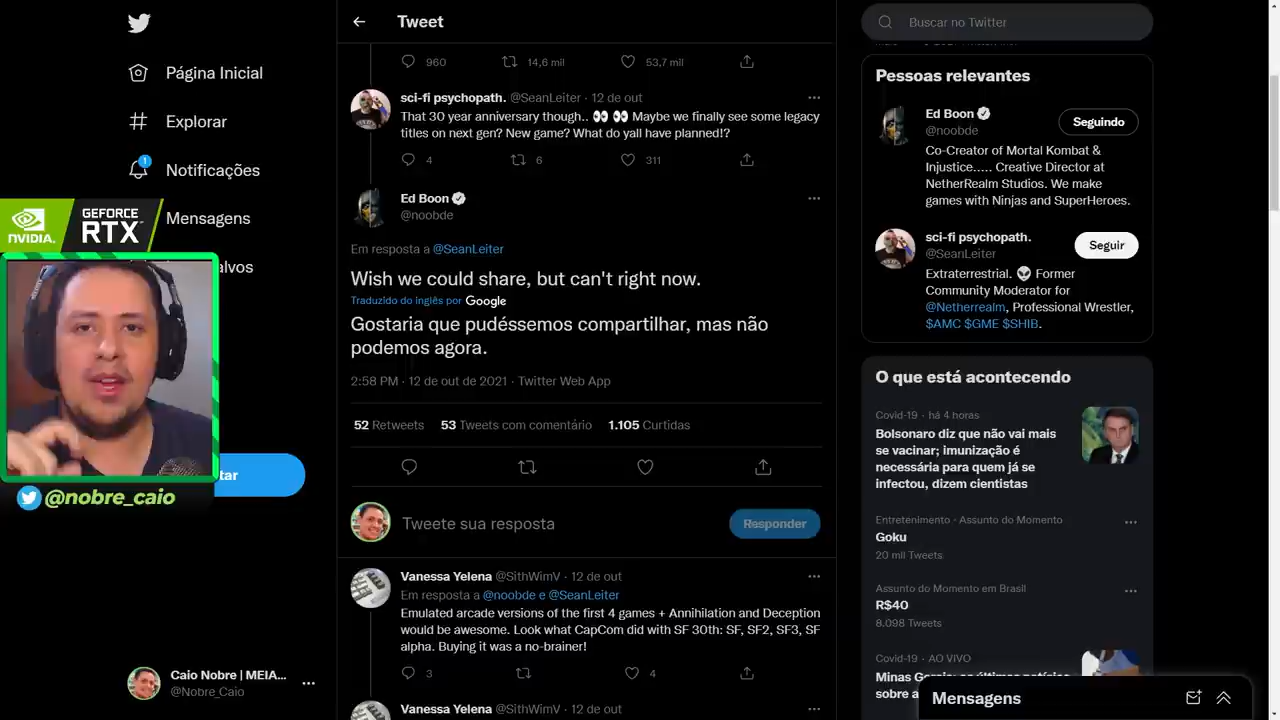 Tweet
Buscar no Twitter
960
14,6 mil
53,7 mil
Página Inicial
Explorar
1
Notificações
Mensagens
NVIDIA.
GEFORCE
RTX
@nobre_caio
Caio Nobre | MEIA...
@Nobre_Caio
sci-fi psychopath. @SeanLeiter · 12 de out
That 30 year anniversary though.. 👀 👀 Maybe we finally see some legacy
titles on next gen? New game? What do yall have planned!?
4
6
311
Ed Boon
@noobde
Em resposta a @SeanLeiter
Wish we could share, but can't right now.
Traduzido do inglês por Google
Gostaria que pudéssemos compartilhar, mas não
podemos agora.
2:58 PM · 12 de out de 2021 · Twitter Web App
52 Retweets 53 Tweets com comentário 1.105 Curtidas
Tweete sua resposta
Responder
Vanessa Yelena @SithWimV · 12 de out
Em resposta a @noobde e @SeanLeiter
Emulated arcade versions of the first 4 games + Annihilation and Deception
would be awesome. Look what CapCom did with SF 30th: SF, SF2, SF3, SF
alpha. Buying it was a no-brainer!
3
4
Vanessa Yelena @SithWimV · 12 de out
Pessoas relevantes
Ed Boon
@noobde
Seguindo
Co-Creator of Mortal Kombat &
Injustice..... Creative Director at
NetherRealm Studios. We make
games with Ninjas and SuperHeroes.
sci-fi psychopath.
@SeanLeiter
Seguir
Extraterrestrial. 👽 Former
Community Moderator for
@Netherrealm, Professional Wrestler,
$AMC $GME $SHIB.
O que está acontecendo
Covid-19 · há 4 horas
Bolsonaro diz que não vai mais
se vacinar; imunização é
necessária para quem já se
infectou, dizem cientistas
Entretenimento · Assunto do Momento
Goku
20 mil Tweets
Assunto do Momento em Brasil
R$40
8.098 Tweets
Covid-19 · AO VIVO
Mensagens